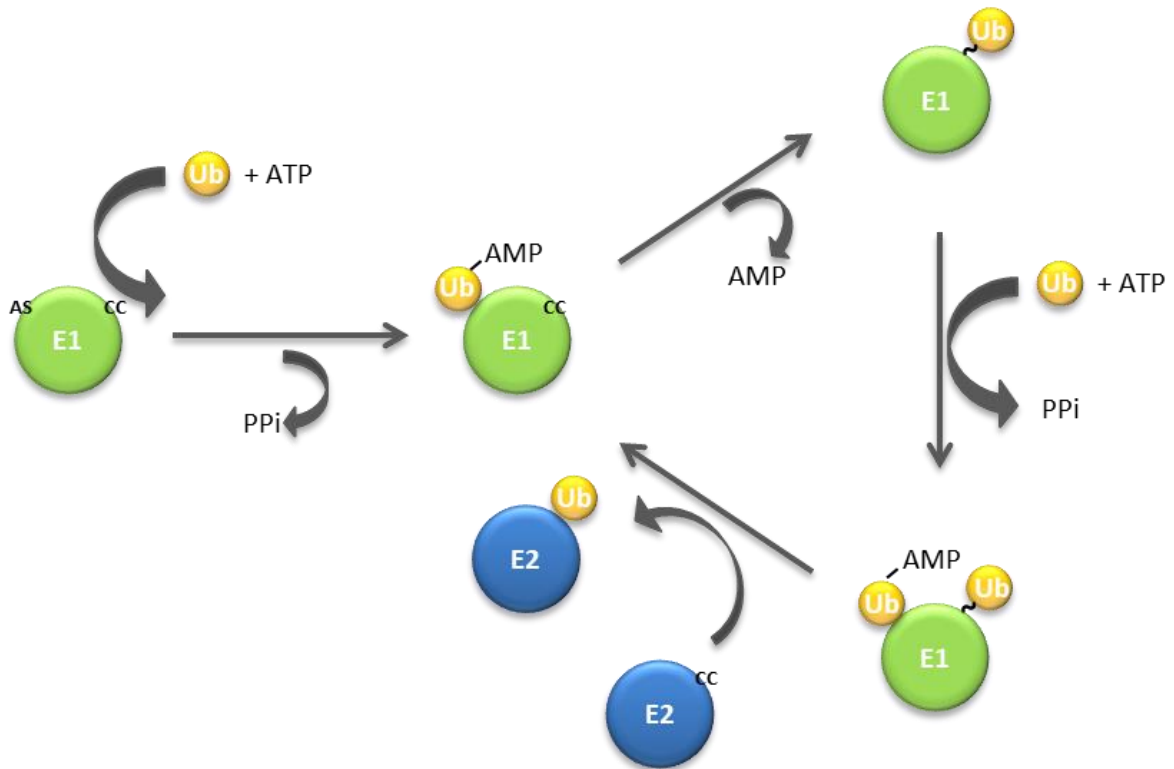 Ub
E1
Ub + ATP
AS CC
E1
PPi
AMP
Ub
CC
E1
AMP
Ub + ATP
PPi
Ub
E2
CC
E2
AMP
Ub Ub
E1